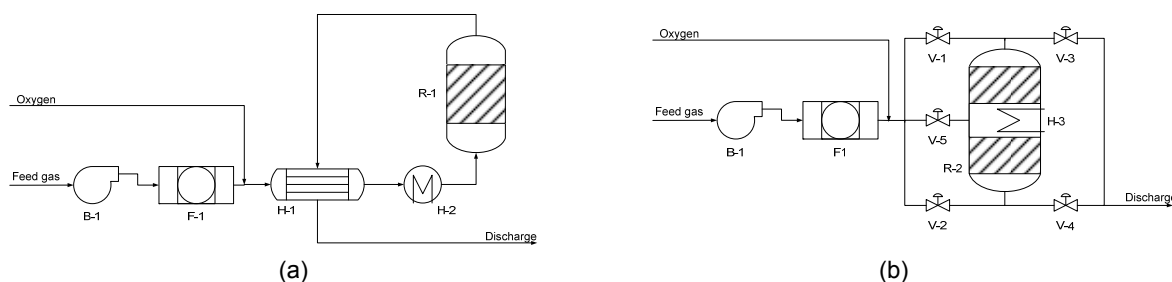 Oxygen
Feed gas
B-1
F-1
H-1
H-2
R-1
Discharge
(a)
Oxygen
Feed gas
B-1
F1
V-1
V-3
V-5
H-3
R-2
V-2
V-4
Discharge
(b)